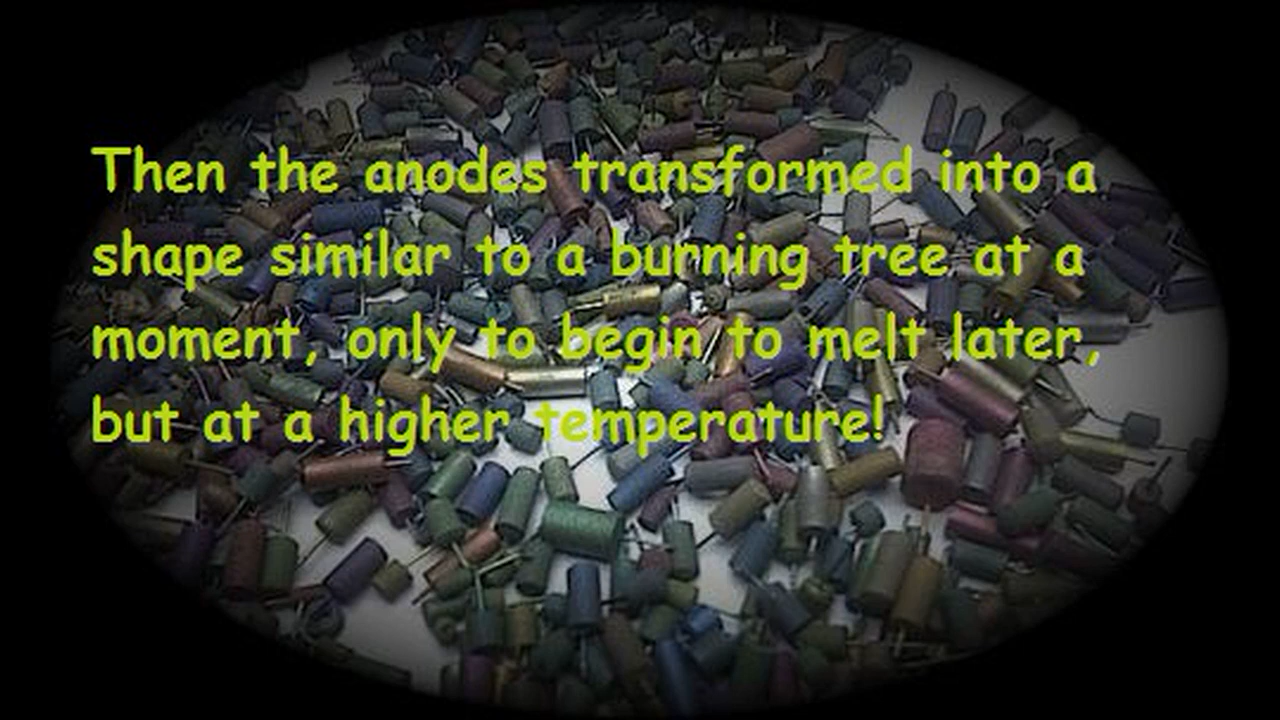 Then the anodes transformed into a
shape similar to a burning tree at a
moment, only to begin to melt later,
but at a higher temperature!